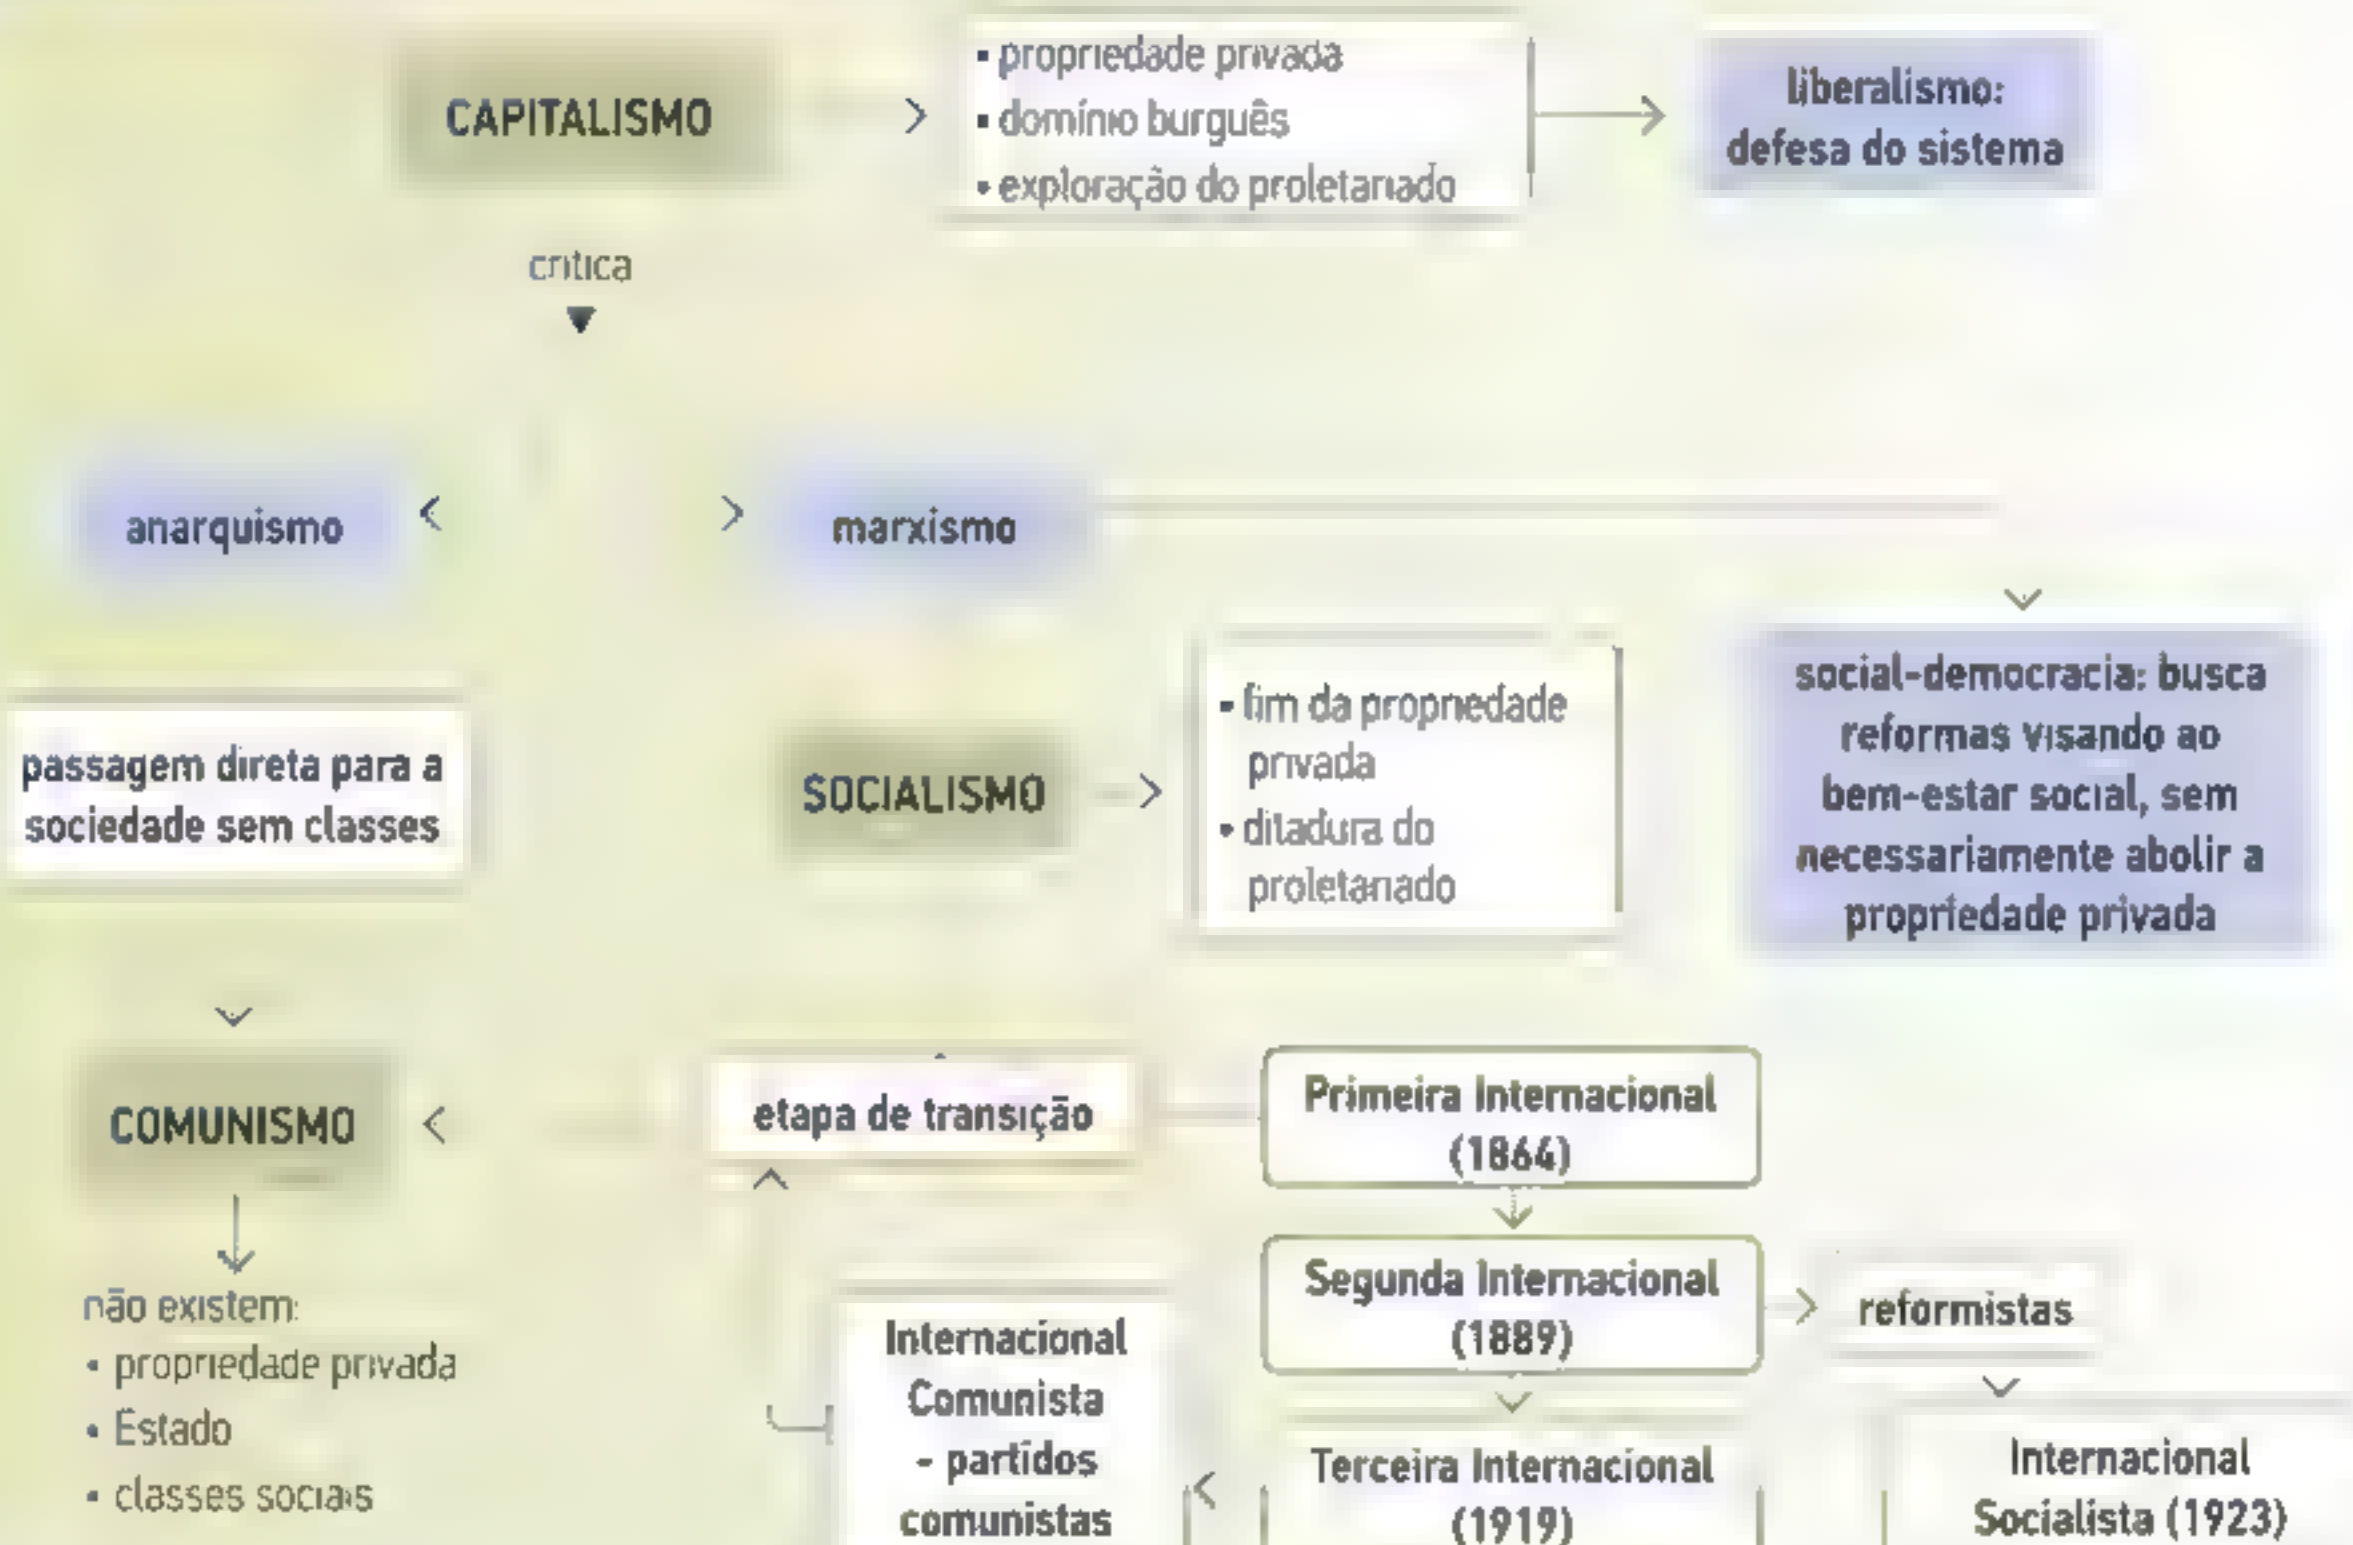 CAPITALISMO
▪ propriedade privada
▪ domínio burguês
▪ exploração do proletariado
liberalismo:
defesa do sistema
crítica
anarquismo
marxismo
passagem direta para a
sociedade sem classes
SOCIALISMO
▪ fim da propriedade
privada
▪ ditadura do
proletariado
social-democracia: busca
reformas visando ao
bem-estar social, sem
necessariamente abolir a
propriedade privada
COMUNISMO
etapa de transição
Primeira Internacional
(1864)
não existem:
▪ propriedade privada
▪ Estado
▪ classes sociais
Segunda Internacional
(1889)
reformistas
Internacional
Comunista
- partidos
comunistas
Terceira Internacional
(1919)
Internacional
Socialista (1923)